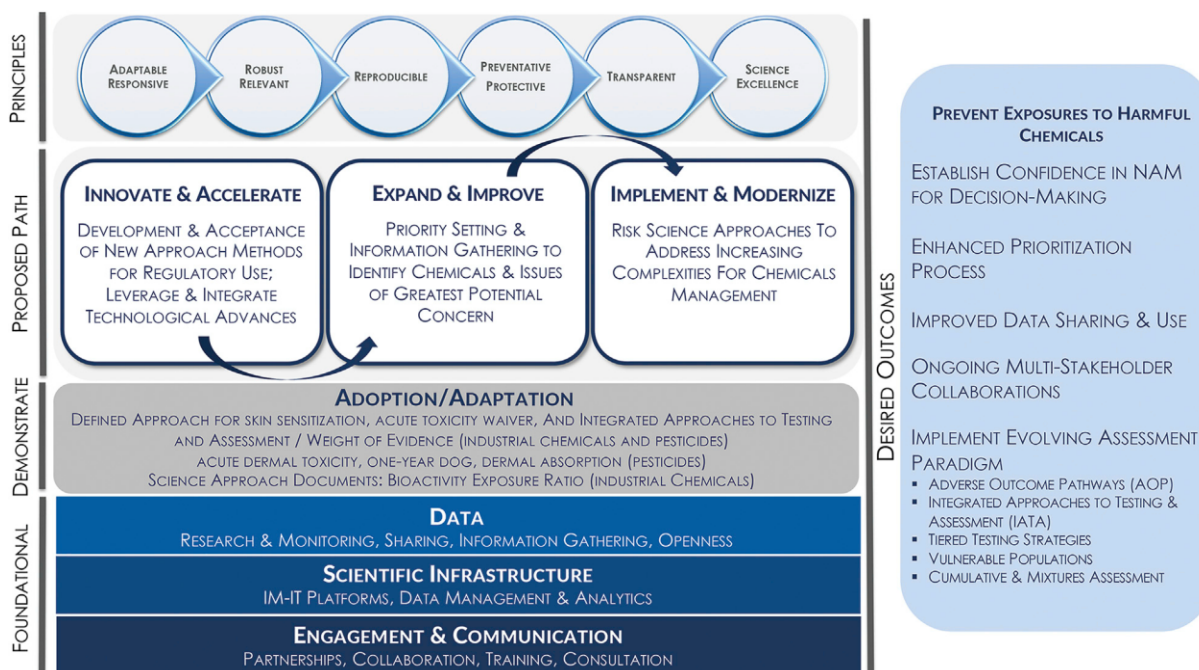 PRINCIPLES
ADAPTABLE
RESPONSIVE
ROBUST
RELEVANT
REPRODUCIBLE
PREVENTATIVE
PROTECTIVE
TRANSPARENT
SCIENCE
EXCELLENCE
PROPOSED PATH
INNOVATE & ACCELERATE
DEVELOPMENT & ACCEPTANCE
OF NEW APPROACH METHODS
FOR REGULATORY USE;
LEVERAGE & INTEGRATE
TECHNOLOGICAL ADVANCES
EXPAND & IMPROVE
PRIORITY SETTING &
INFORMATION GATHERING TO
IDENTIFY CHEMICALS & ISSUES
OF GREATEST POTENTIAL
CONCERN
IMPLEMENT & MODERNIZE
RISK SCIENCE APPROACHES TO
ADDRESS INCREASING
COMPLEXITIES FOR CHEMICALS
MANAGEMENT
DEMONSTRATE
ADOPTION/ADAPTATION
DEFINED APPROACH FOR SKIN SENSITIZATION, ACUTE TOXICITY WAIVER, AND INTEGRATED APPROACHES TO TESTING
AND ASSESSMENT / WEIGHT OF EVIDENCE (INDUSTRIAL CHEMICALS AND PESTICIDES)
ACUTE DERMAL TOXICITY, ONE-YEAR DOG, DERMAL ABSORPTION (PESTICIDES)
SCIENCE APPROACH DOCUMENTS: BIOACTIVITY EXPOSURE RATIO (INDUSTRIAL CHEMICALS)
FOUNDATIONAL
DATA
RESEARCH & MONITORING, SHARING, INFORMATION GATHERING, OPENNESS
SCIENTIFIC INFRASTRUCTURE
IM-IT PLATFORMS, DATA MANAGEMENT & ANALYTICS
ENGAGEMENT & COMMUNICATION
PARTNERSHIPS, COLLABORATION, TRAINING, CONSULTATION
DESIRED OUTCOMES
PREVENT EXPOSURES TO HARMFUL
CHEMICALS
ESTABLISH CONFIDENCE IN NAM
FOR DECISION-MAKING
ENHANCED PRIORITIZATION
PROCESS
IMPROVED DATA SHARING & USE
ONGOING MULTI-STAKEHOLDER
COLLABORATIONS
IMPLEMENT EVOLVING ASSESSMENT
PARADIGM
▪ ADVERSE OUTCOME PATHWAYS (AOP)
▪ INTEGRATED APPROACHES TO TESTING &
ASSESSMENT (IATA)
▪ TIERED TESTING STRATEGIES
▪ VULNERABLE POPULATIONS
▪ CUMULATIVE & MIXTURES ASSESSMENT